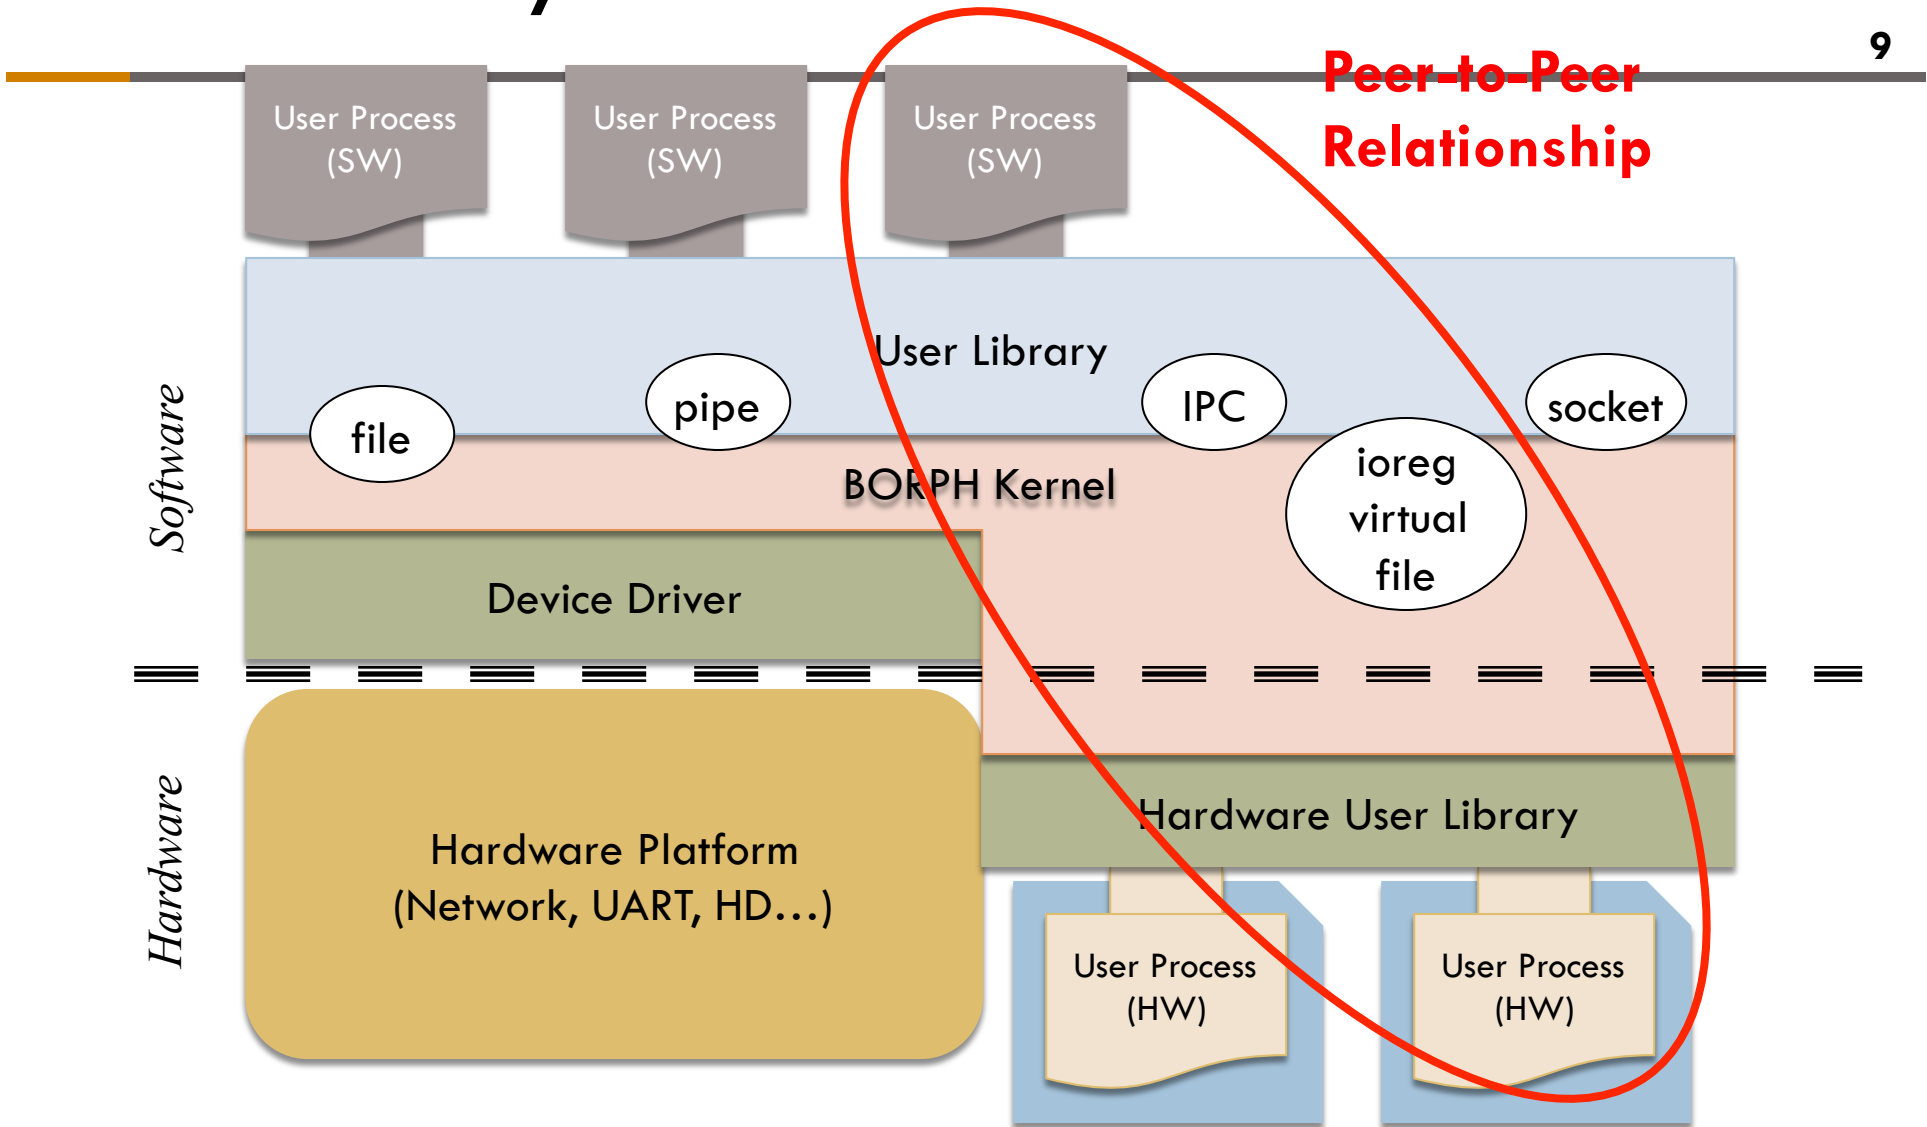 9
Peer-to-Peer
Relationship
User Process
(SW)
User Process
(SW)
User Process
(SW)
User Library
file
pipe
IPC
socket
ioreg
virtual
file
BORPH Kernel
Device Driver
Software
Hardware
Hardware Platform
(Network, UART, HD...)
Hardware User Library
User Process
(HW)
User Process
(HW)